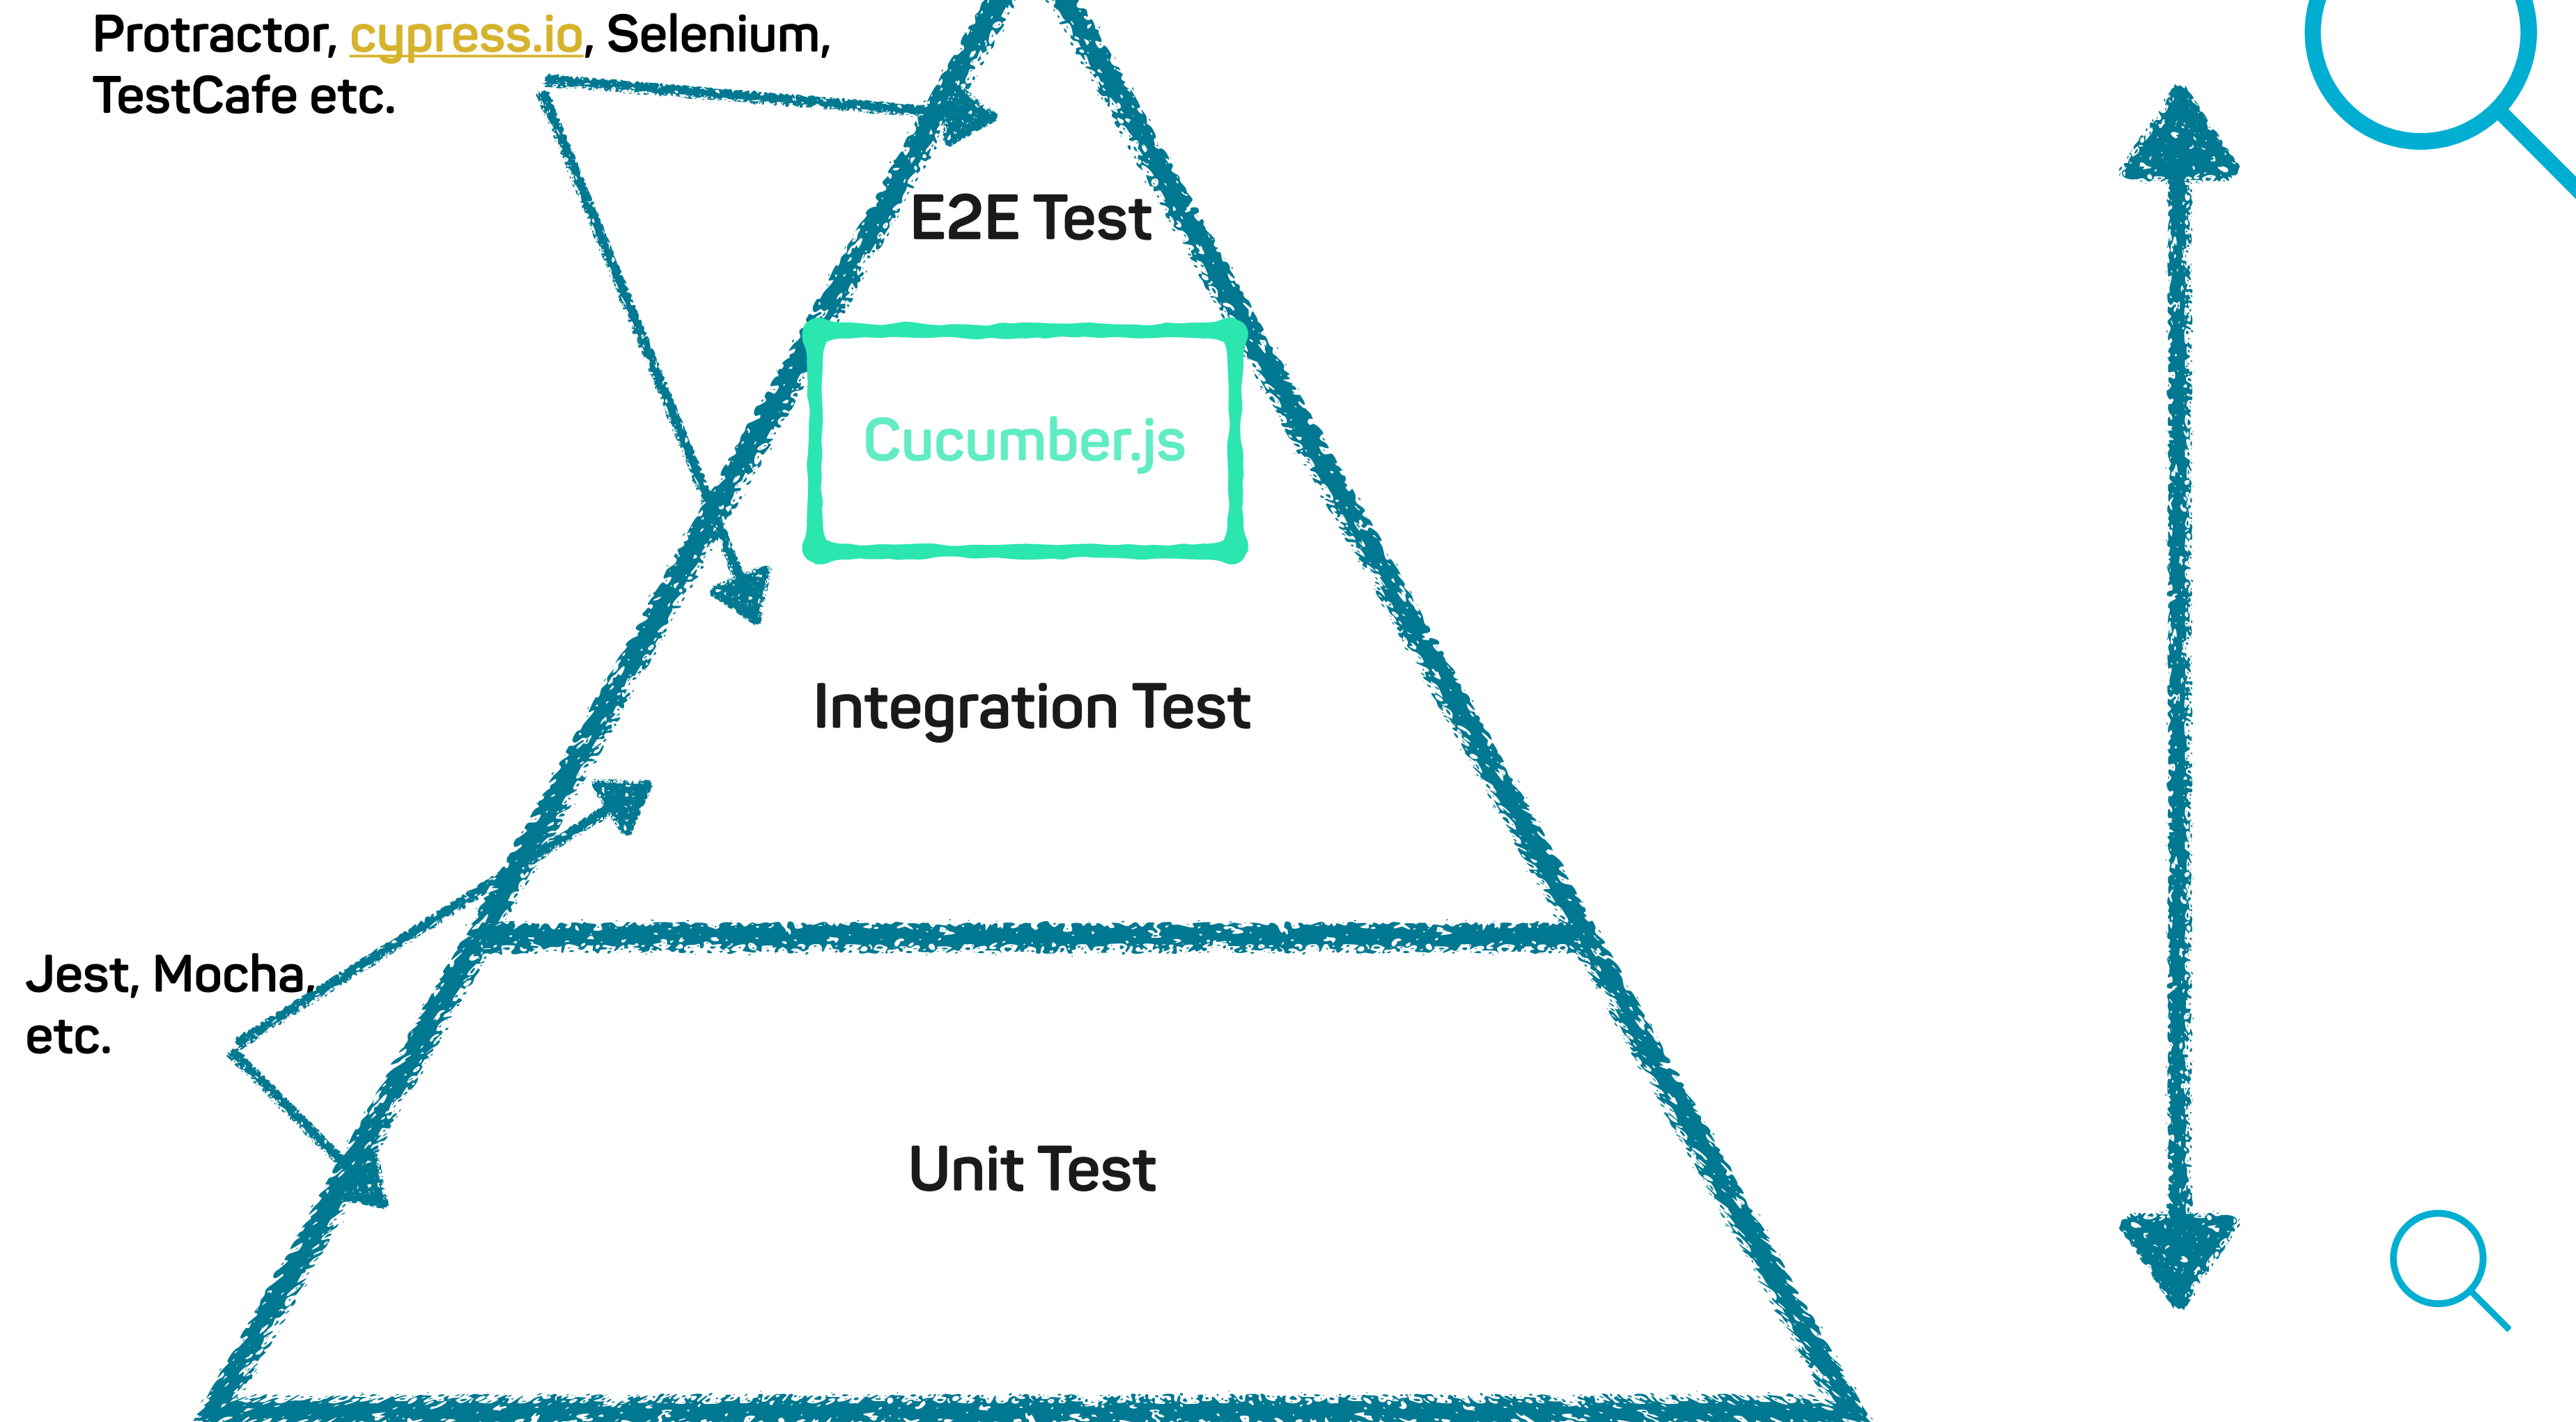 Protractor, cypress.io, Selenium,
TestCafe etc.
E2E Test
Cucumber.js
Integration Test
Jest, Mocha,
etc.
Unit Test